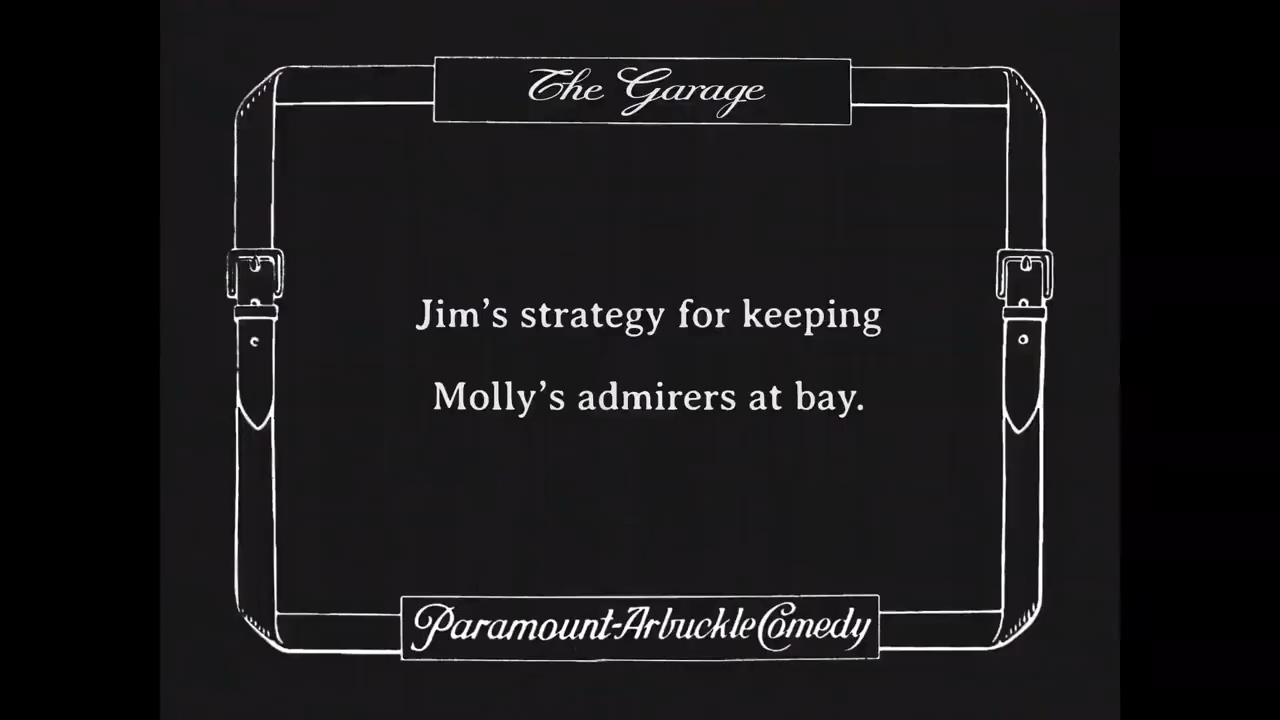 The Garage
Jim's strategy for keeping
Molly's admirers at bay.
Paramount-Arbuckle Comedy